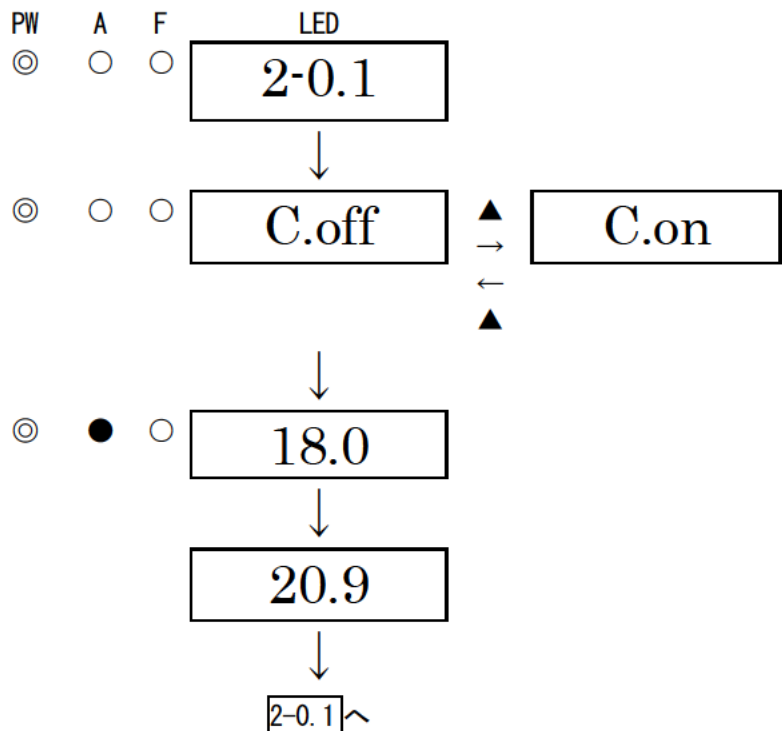 PW A F LED
◎ ○ ○ 2-0.1
↓
◎ ○ ○ C.off ▲ C.on
→
←
▲
↓
◎ ● ○ 18.0
↓
20.9
↓
2-0.1へ